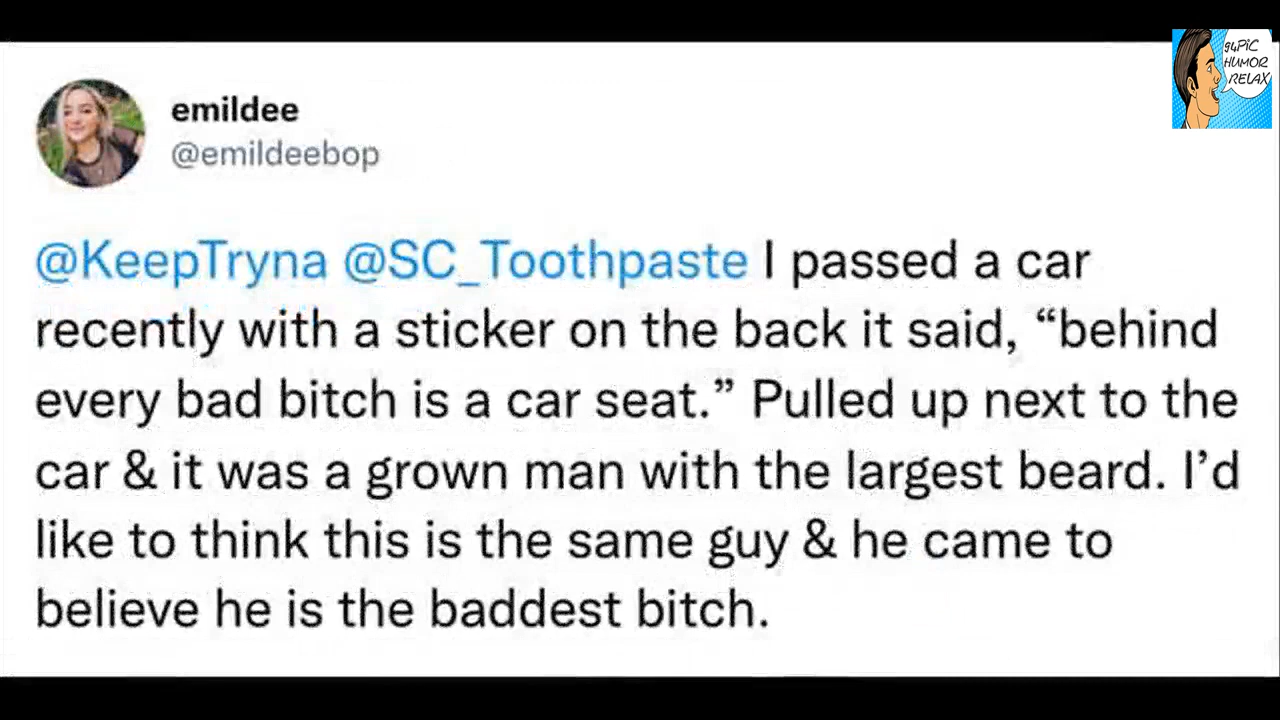 94PIC
HUMOR
RELAX
emildee
@emildeebop
@KeepTryna @SC_Toothpaste I passed a car
recently with a sticker on the back it said, “behind
every bad bitch is a car seat.” Pulled up next to the
car & it was a grown man with the largest beard. I’d
like to think this is the same guy & he came to
believe he is the baddest bitch.